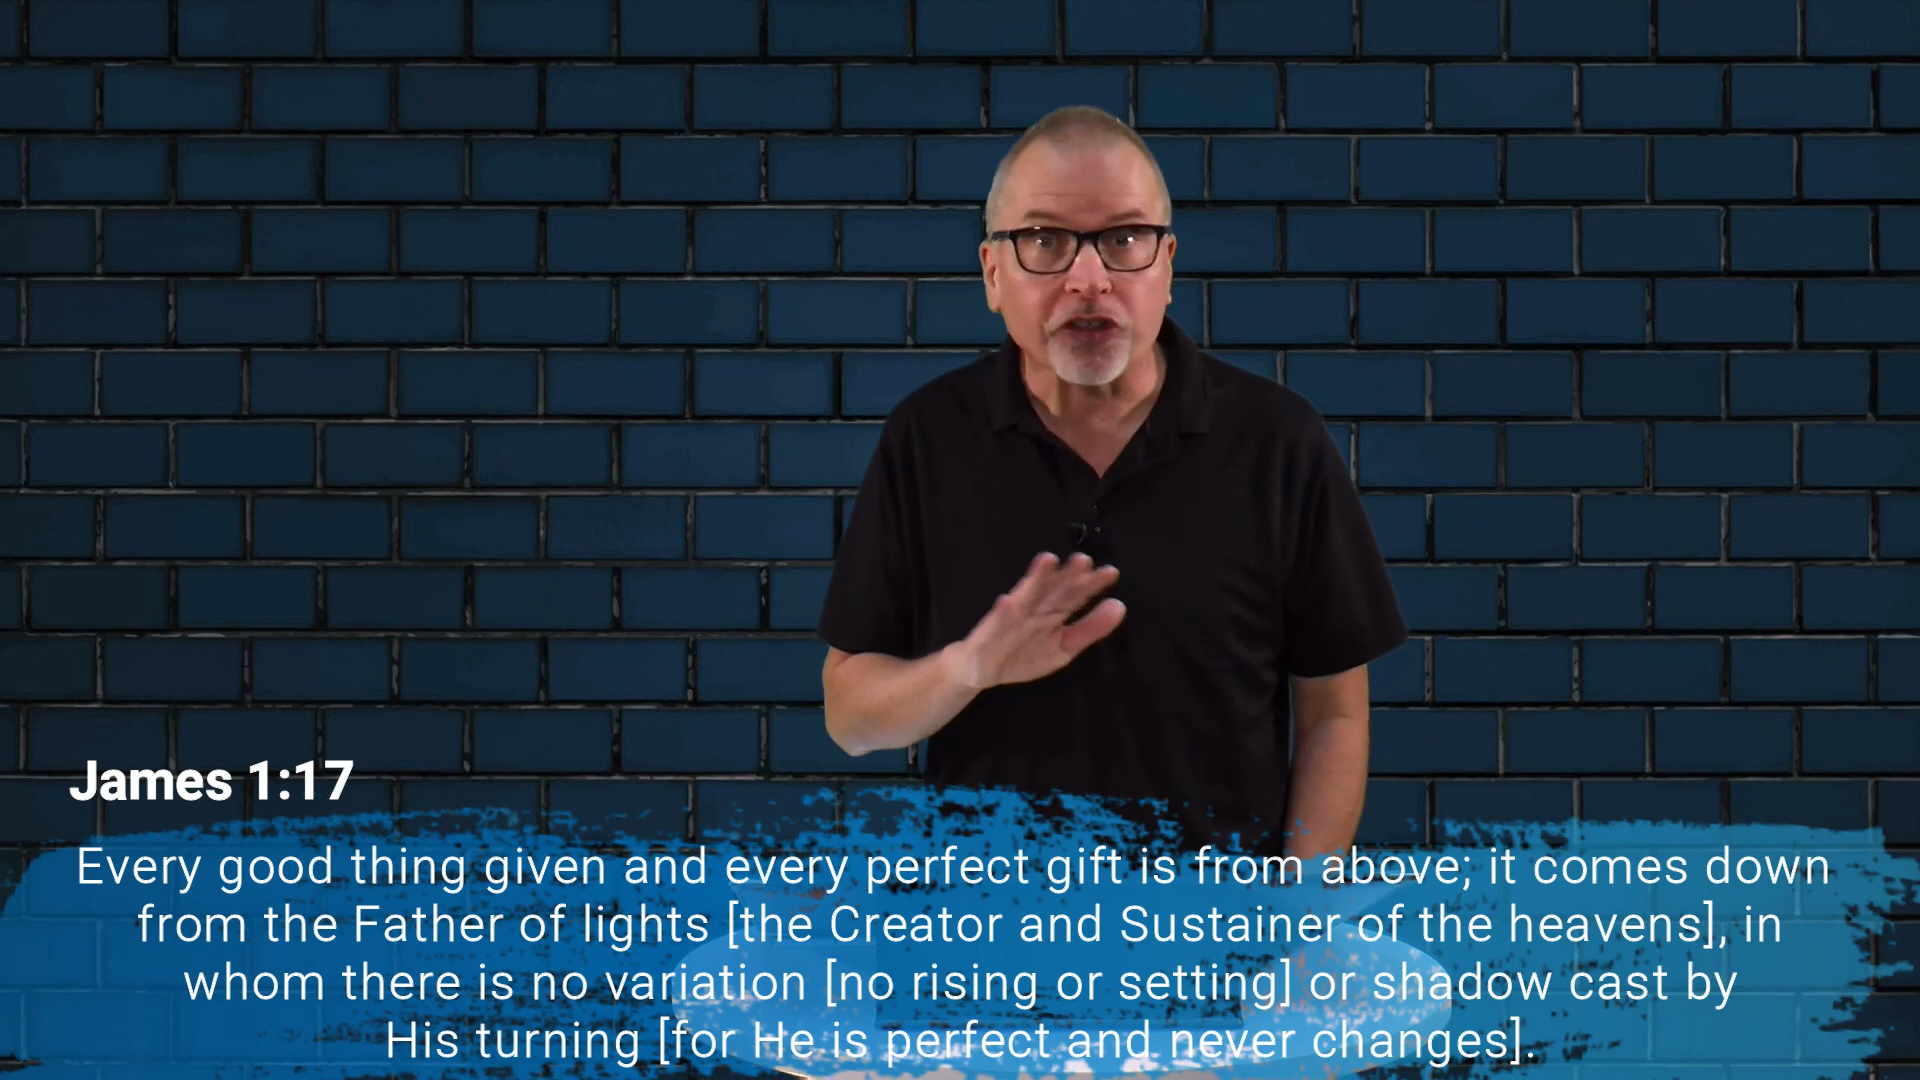 James 1:17
Every good thing given and every perfect gift is from above; it comes down
from the Father of lights [the Creator and Sustainer of the heavens], in
whom there is no variation [no rising or setting] or shadow cast by
His turning [for He is perfect and never changes].